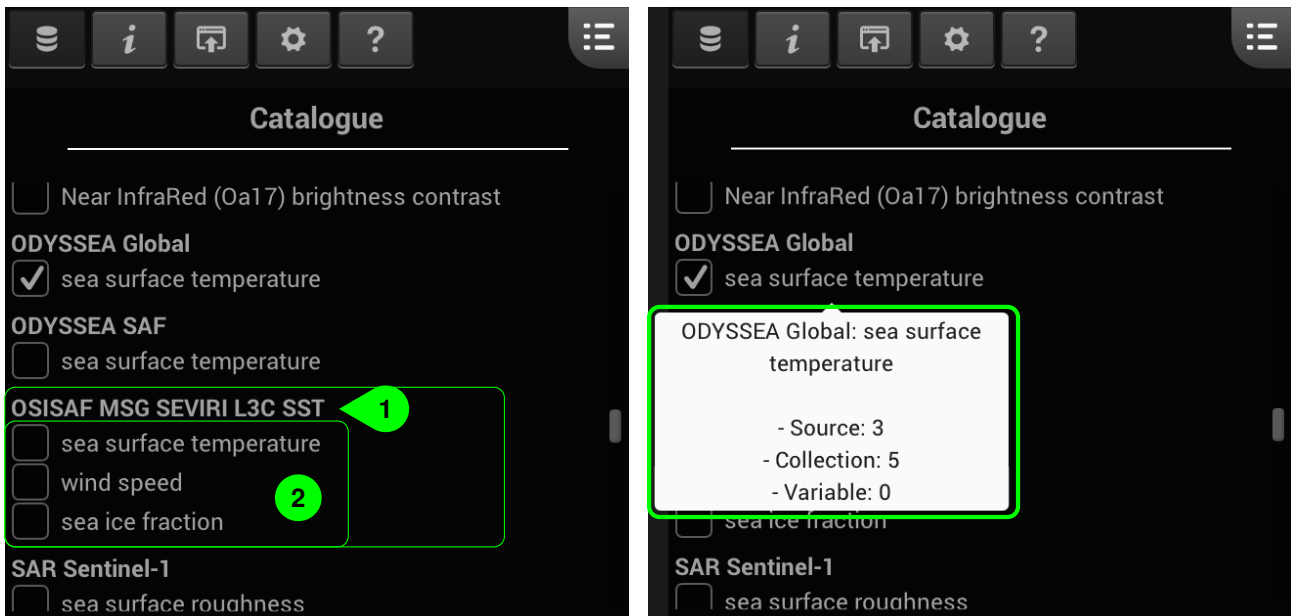 i
?
Catalogue
Near InfraRed (Oa17) brightness contrast
ODYSSEA Global
sea surface temperature
ODYSSEA SAF
sea surface temperature
OSISAF MSG SEVIRI L3C SST
1
sea surface temperature
wind speed
2
sea ice fraction
SAR Sentinel-1
sea surface roughness
i
?
Catalogue
Near InfraRed (Oa17) brightness contrast
ODYSSEA Global
sea surface temperature
ODYSSEA Global: sea surface
temperature
- Source: 3
- Collection: 5
- Variable: 0
sea ice fraction
SAR Sentinel-1
sea surface roughness